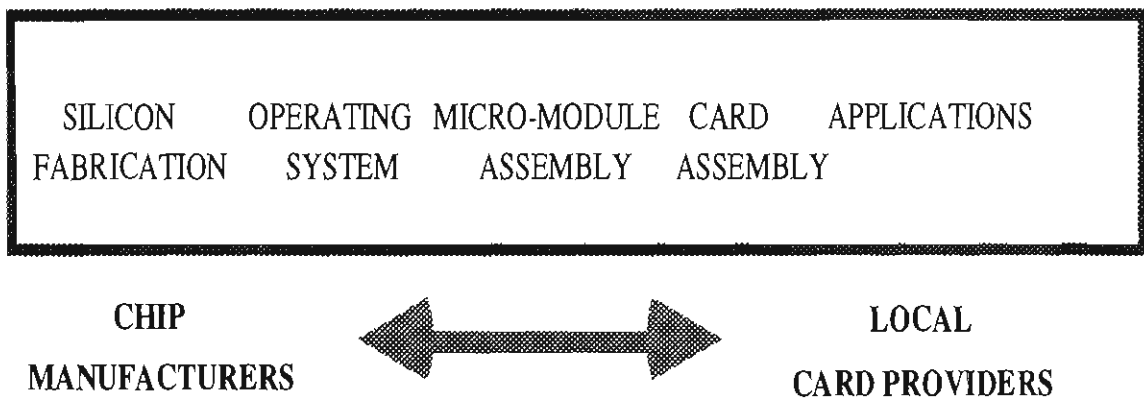 SILICON OPERATING MICRO-MODULE CARD APPLICATIONS
FABRICATION SYSTEM ASSEMBLY ASSEMBLY
CHIP LOCAL
MANUFACTURERS CARD PROVIDERS